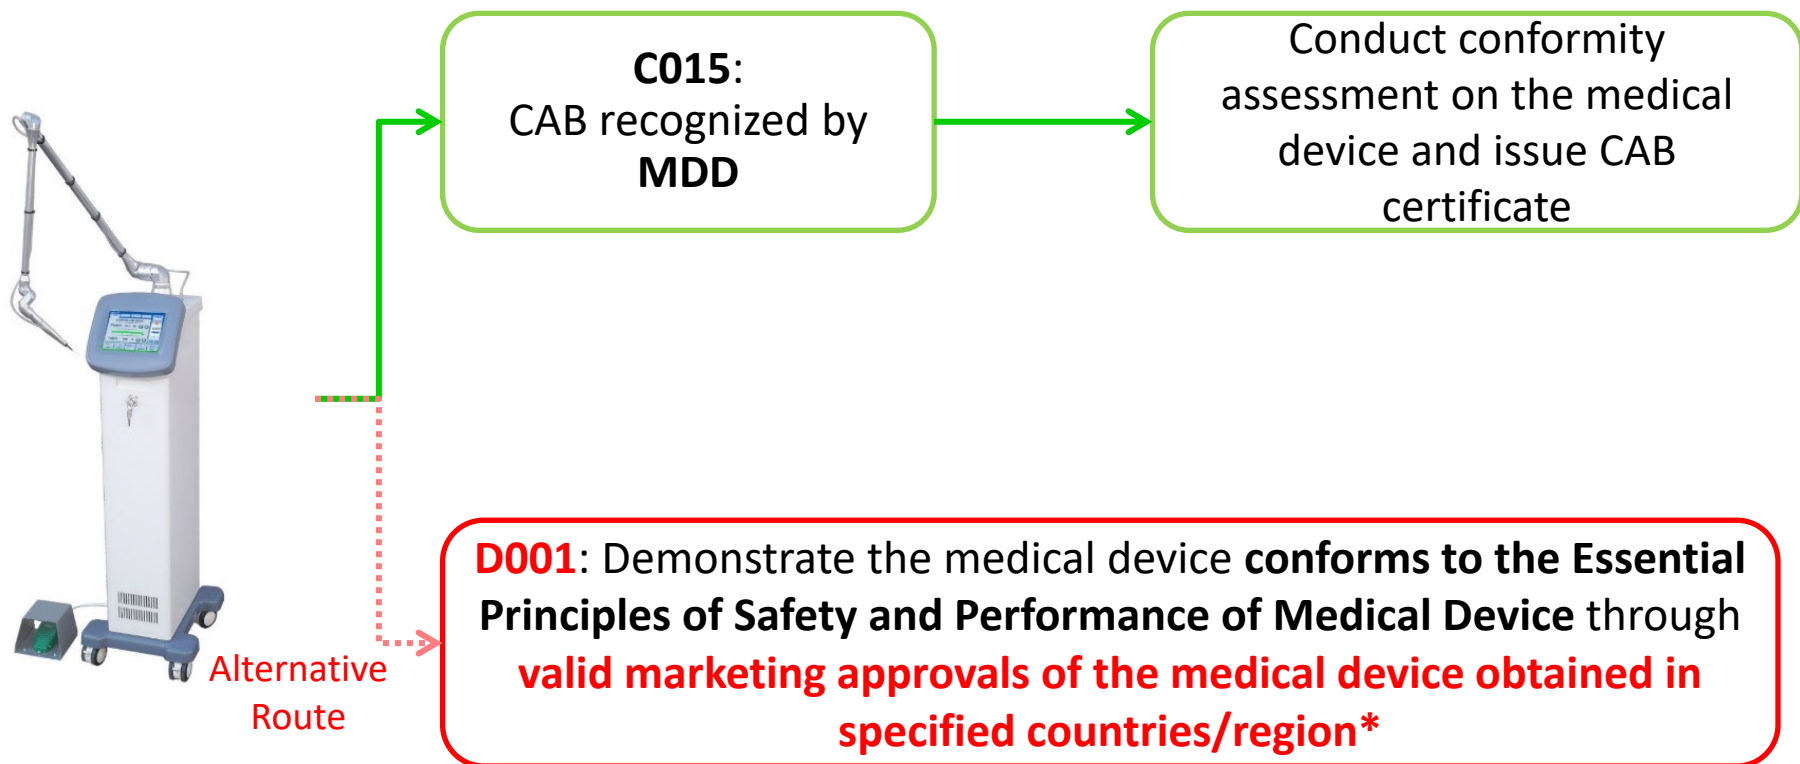 C015:
CAB recognized by
MDD
Conduct conformity
assessment on the medical
device and issue CAB
certificate
Alternative
Route
D001: Demonstrate the medical device conforms to the Essential
Principles of Safety and Performance of Medical Device through
valid marketing approvals of the medical device obtained in
specified countries/region*